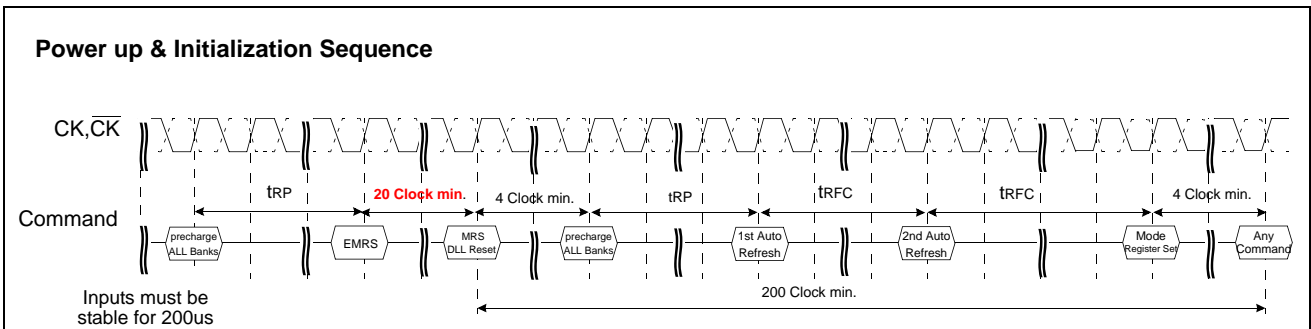 Power up & Initialization Sequence
CK,CK
tRP
20 Clock min.
4 Clock min.
tRP
tRFC
tRFC
4 Clock min.
Command
precharge
ALL Banks
EMRS
MRS
DLL Reset
precharge
ALL Banks
1st Auto
Refresh
2nd Auto
Refresh
Mode
Register Set
Any
Command
200 Clock min.
Inputs must be
stable for 200us